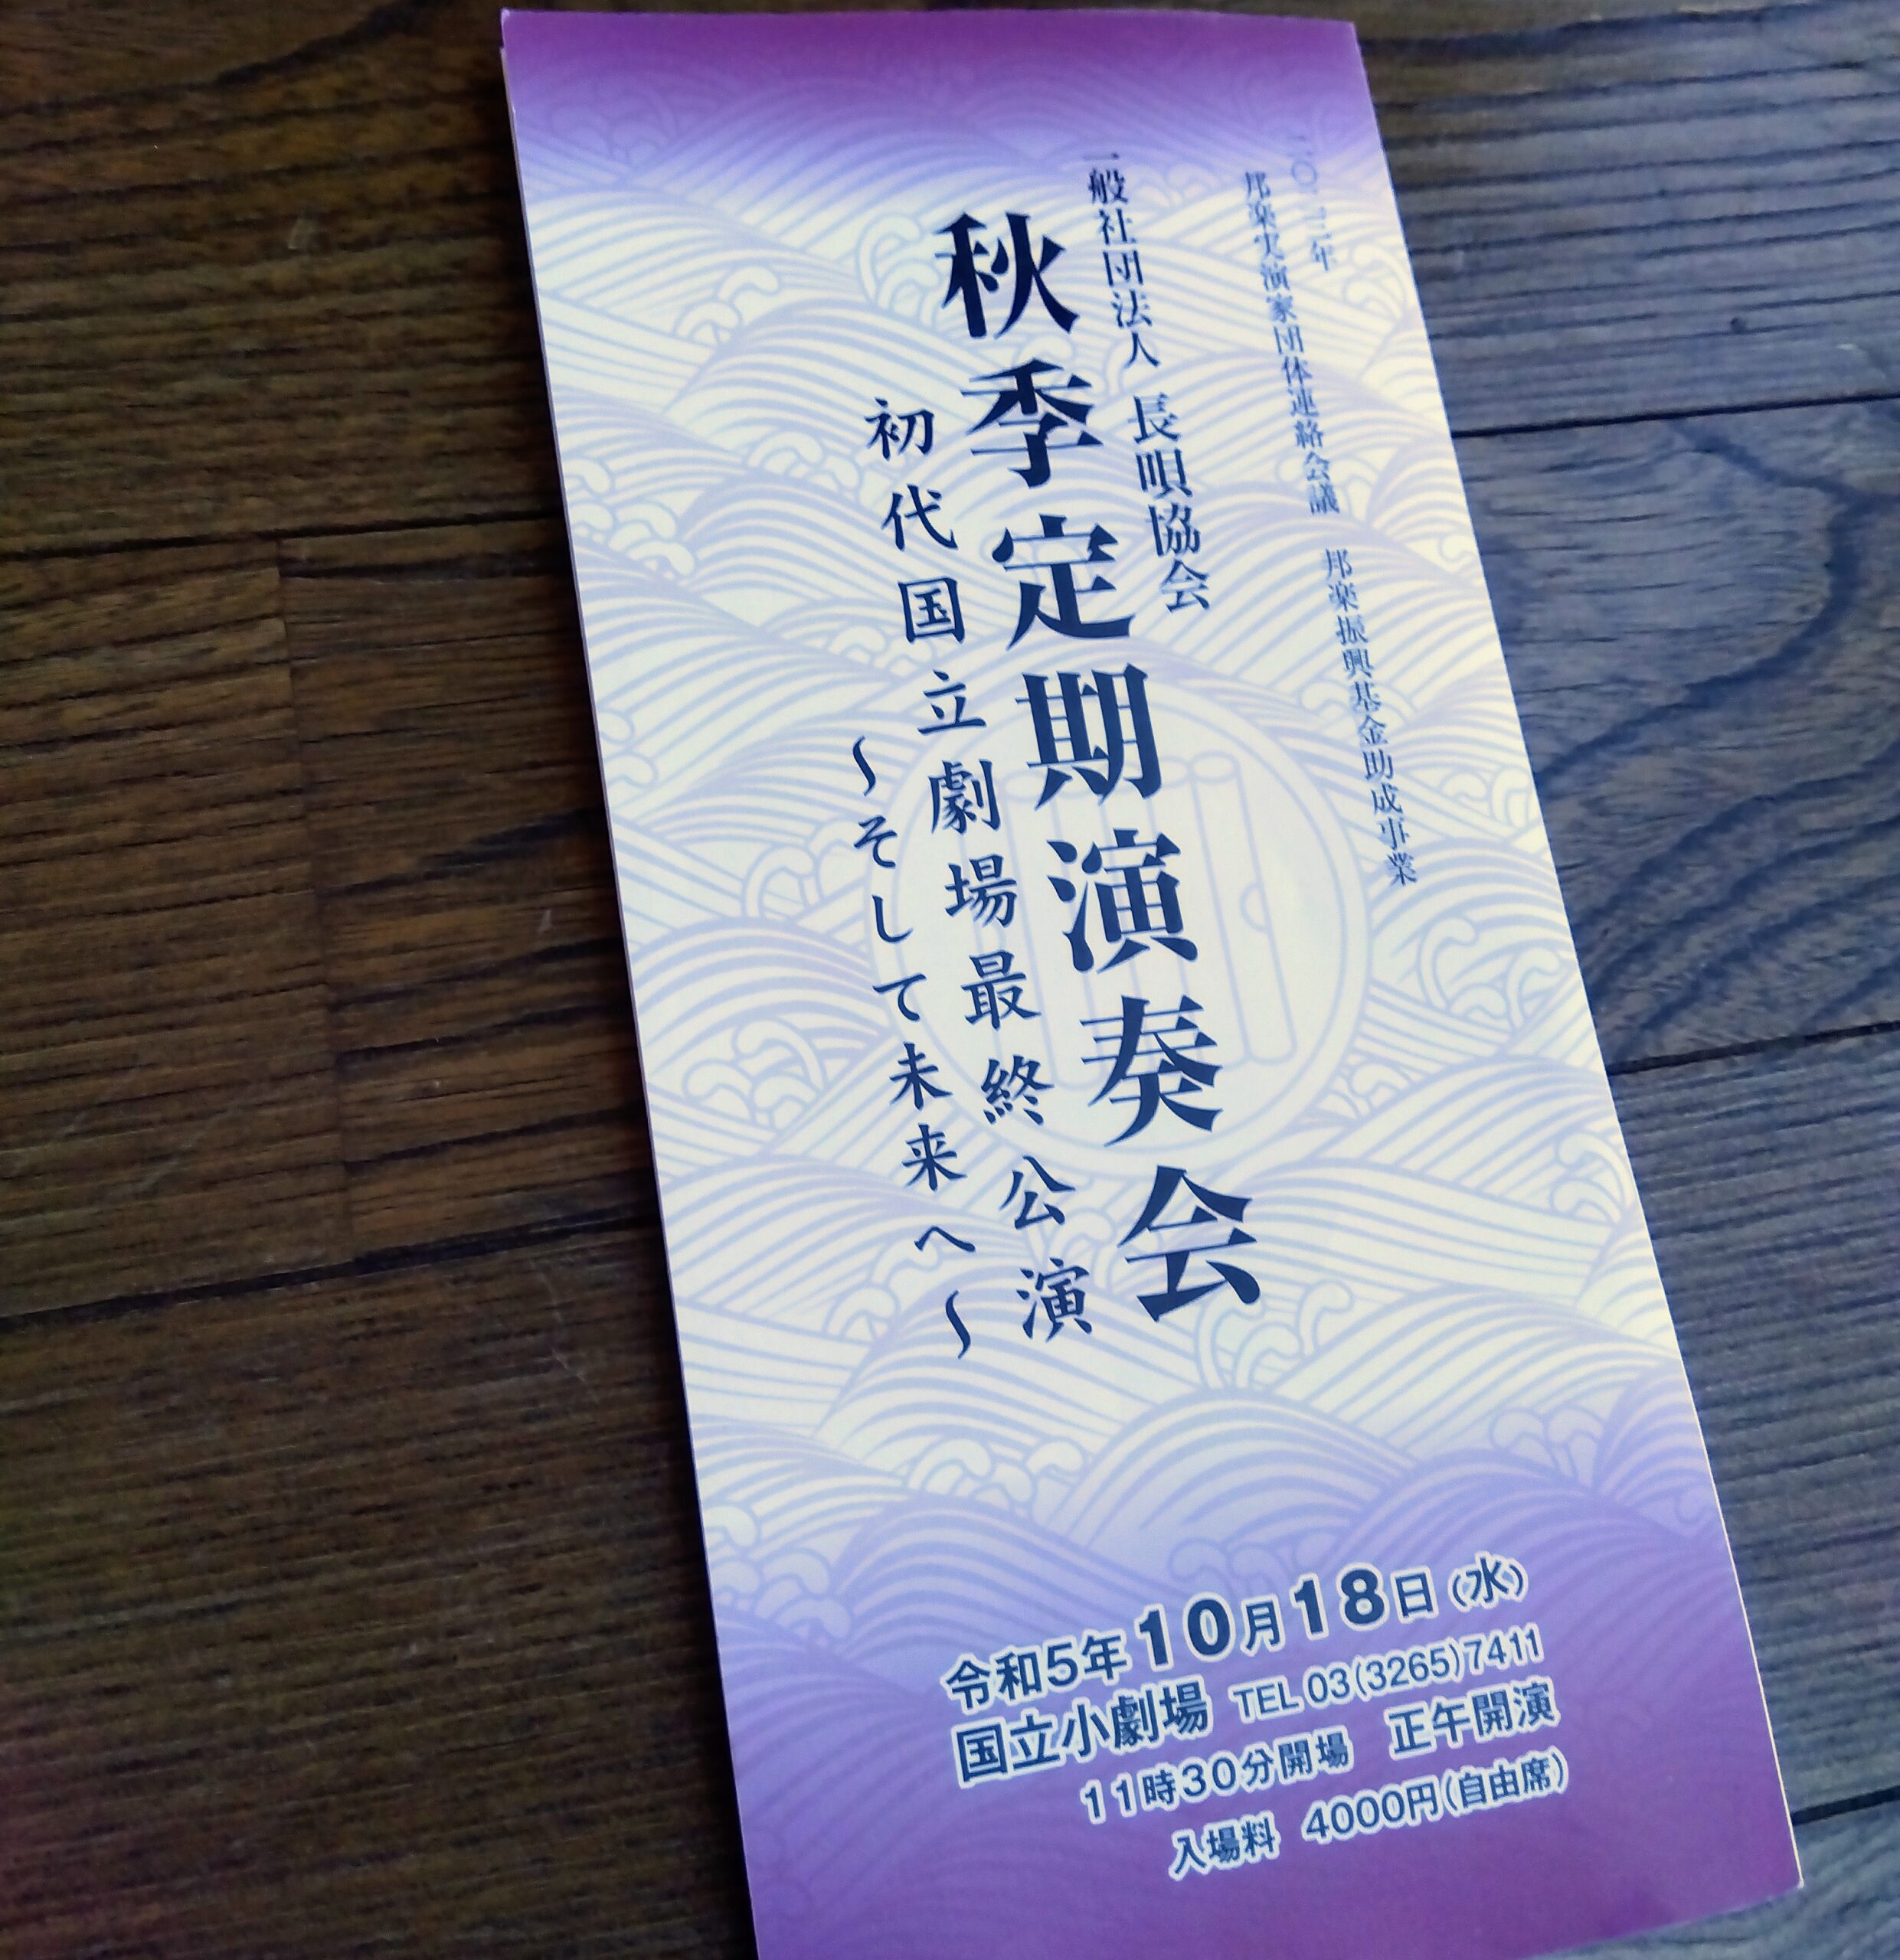 二〇二三年
邦楽実演家団体連絡会議　邦楽振興基金助成事業
一般社団法人 長唄協会
秋季定期演奏会
初代国立劇場最終公演
～そして未来へ～
令和5年10月18日(水)
国立小劇場 TEL 03(3265)7411
11時30分開場　正午開演
入場料　4000円(自由席)